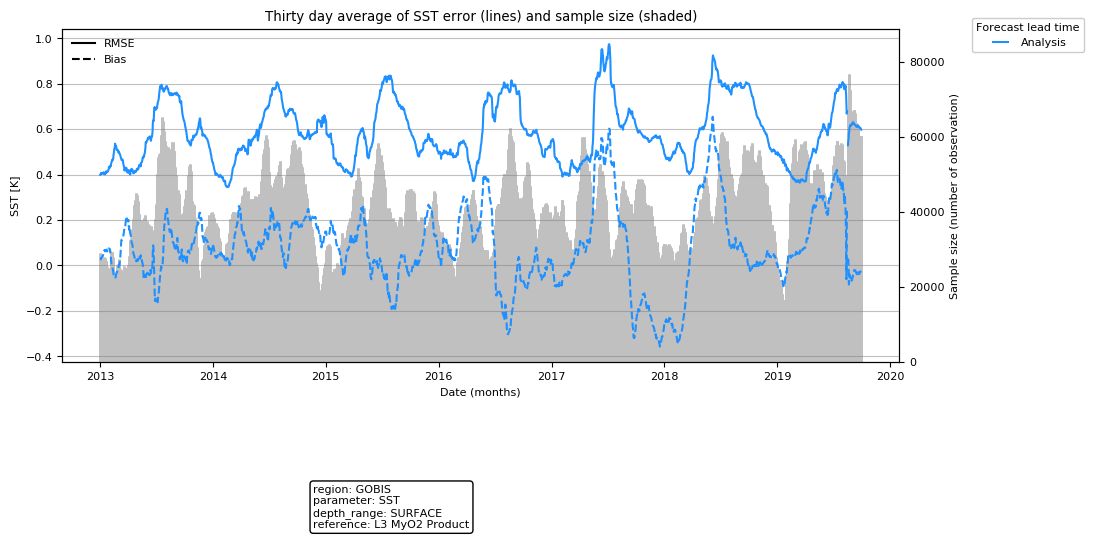 Thirty day average of SST error (lines) and sample size (shaded)
Forecast lead time
Analysis
RMSE
Bias
1.0
0.8
0.6
0.4
0.2
0.0
−0.2
−0.4
SST [K]
80000
60000
40000
20000
0
Sample size (number of observation)
2013 2014 2015 2016 2017 2018 2019 2020
Date (months)
region: GOBIS
parameter: SST
depth_range: SURFACE
reference: L3 MyO2 Product